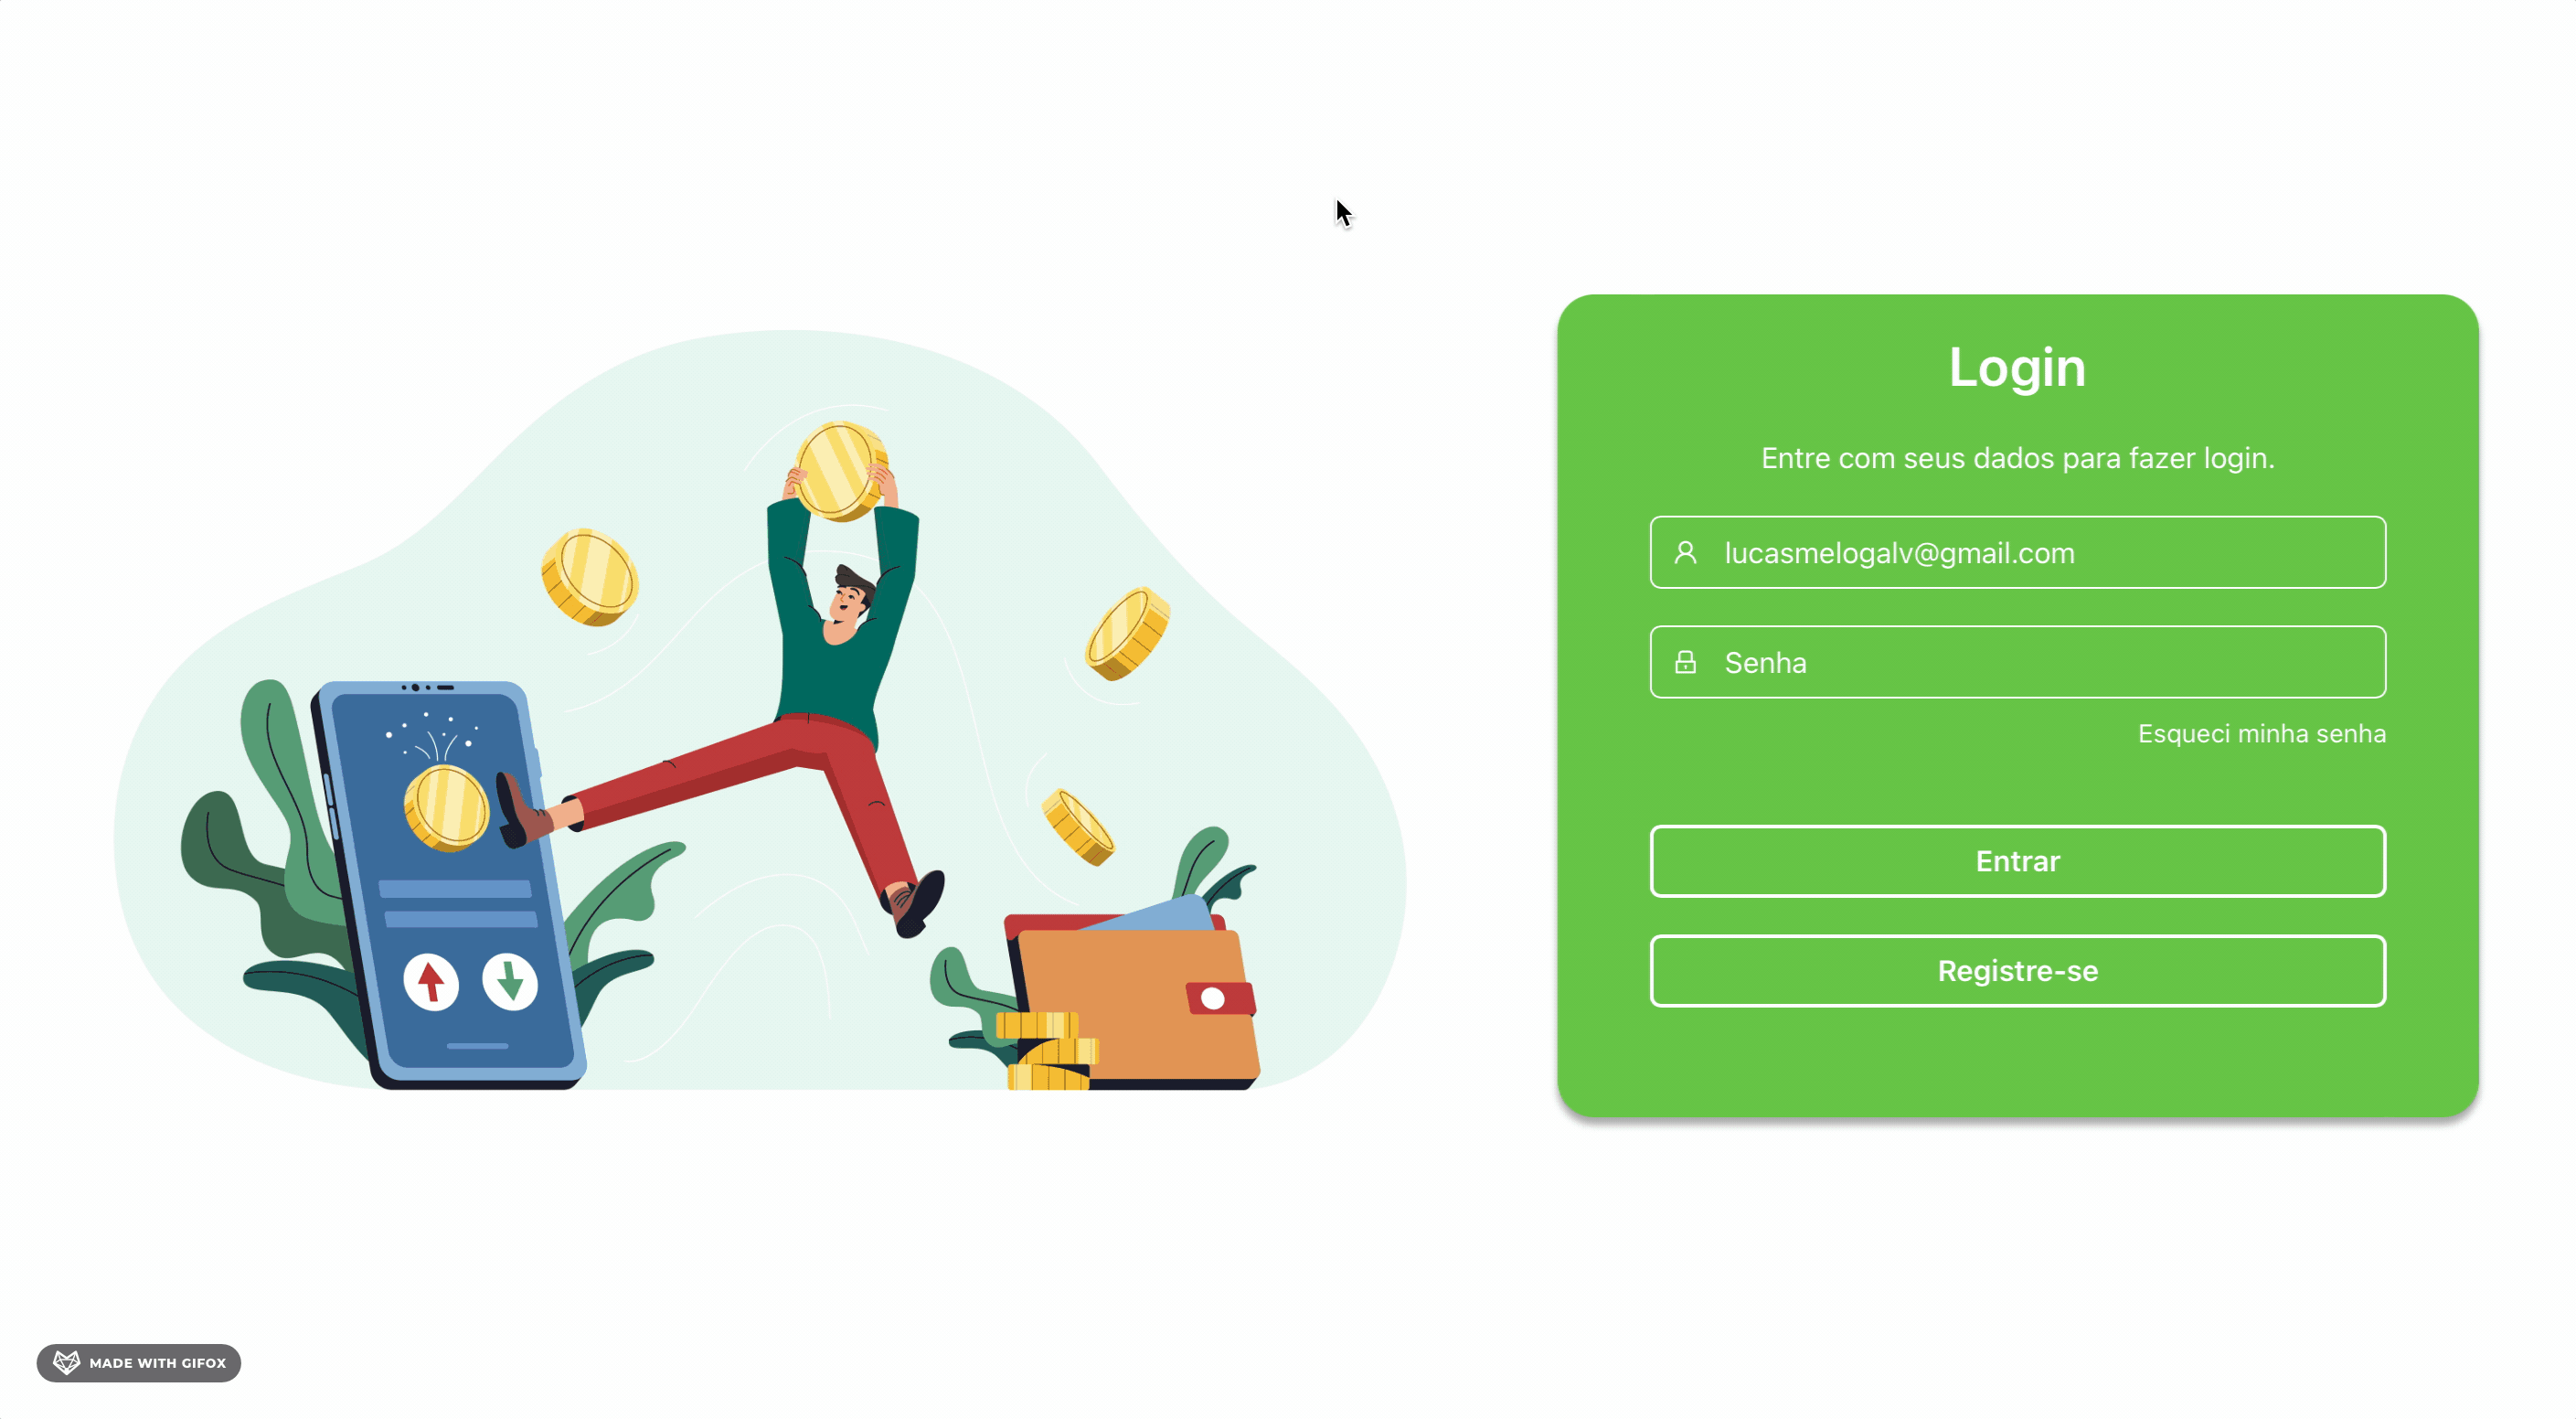 Login
Entre com seus dados para fazer login.
lucasmelogalv@gmail.com
Senha
Esqueci minha senha
Entrar
Registre-se
MADE WITH GIFOX